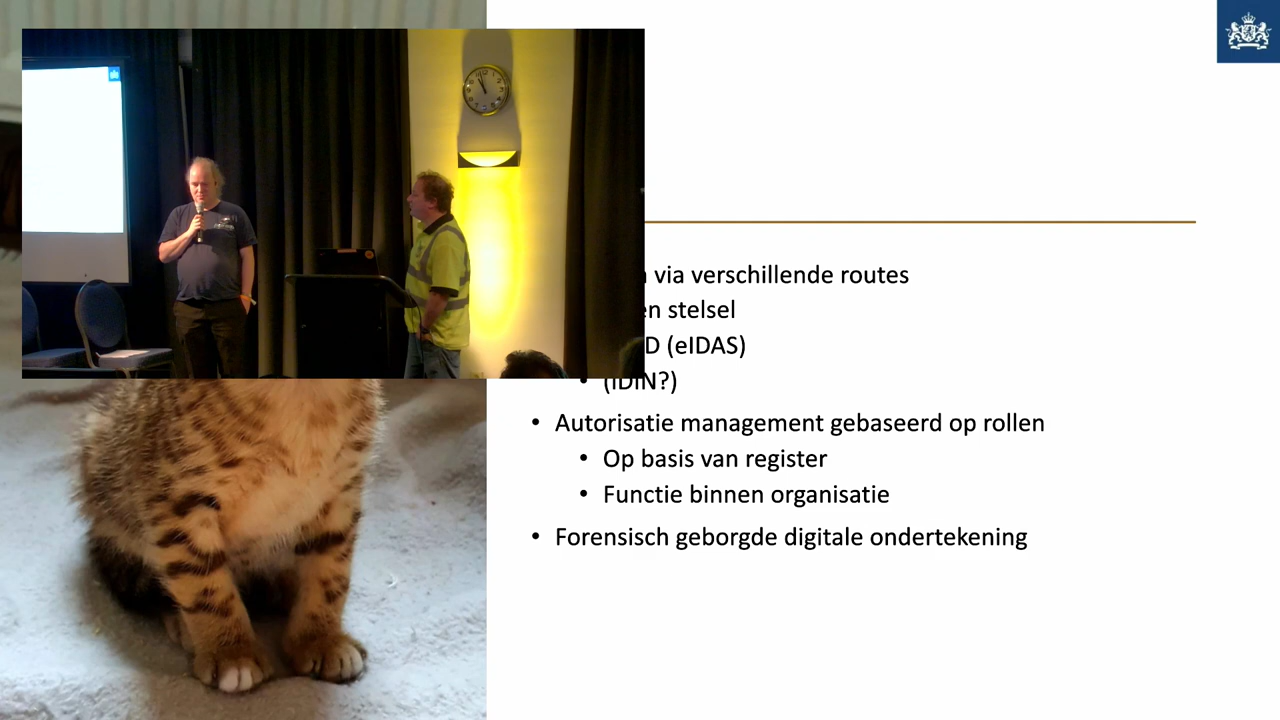 via verschillende routes
stelsel
(eIDAS)
• (iDIN?)
• Autorisatie management gebaseerd op rollen
• Op basis van register
• Functie binnen organisatie
• Forensisch geborgde digitale ondertekening